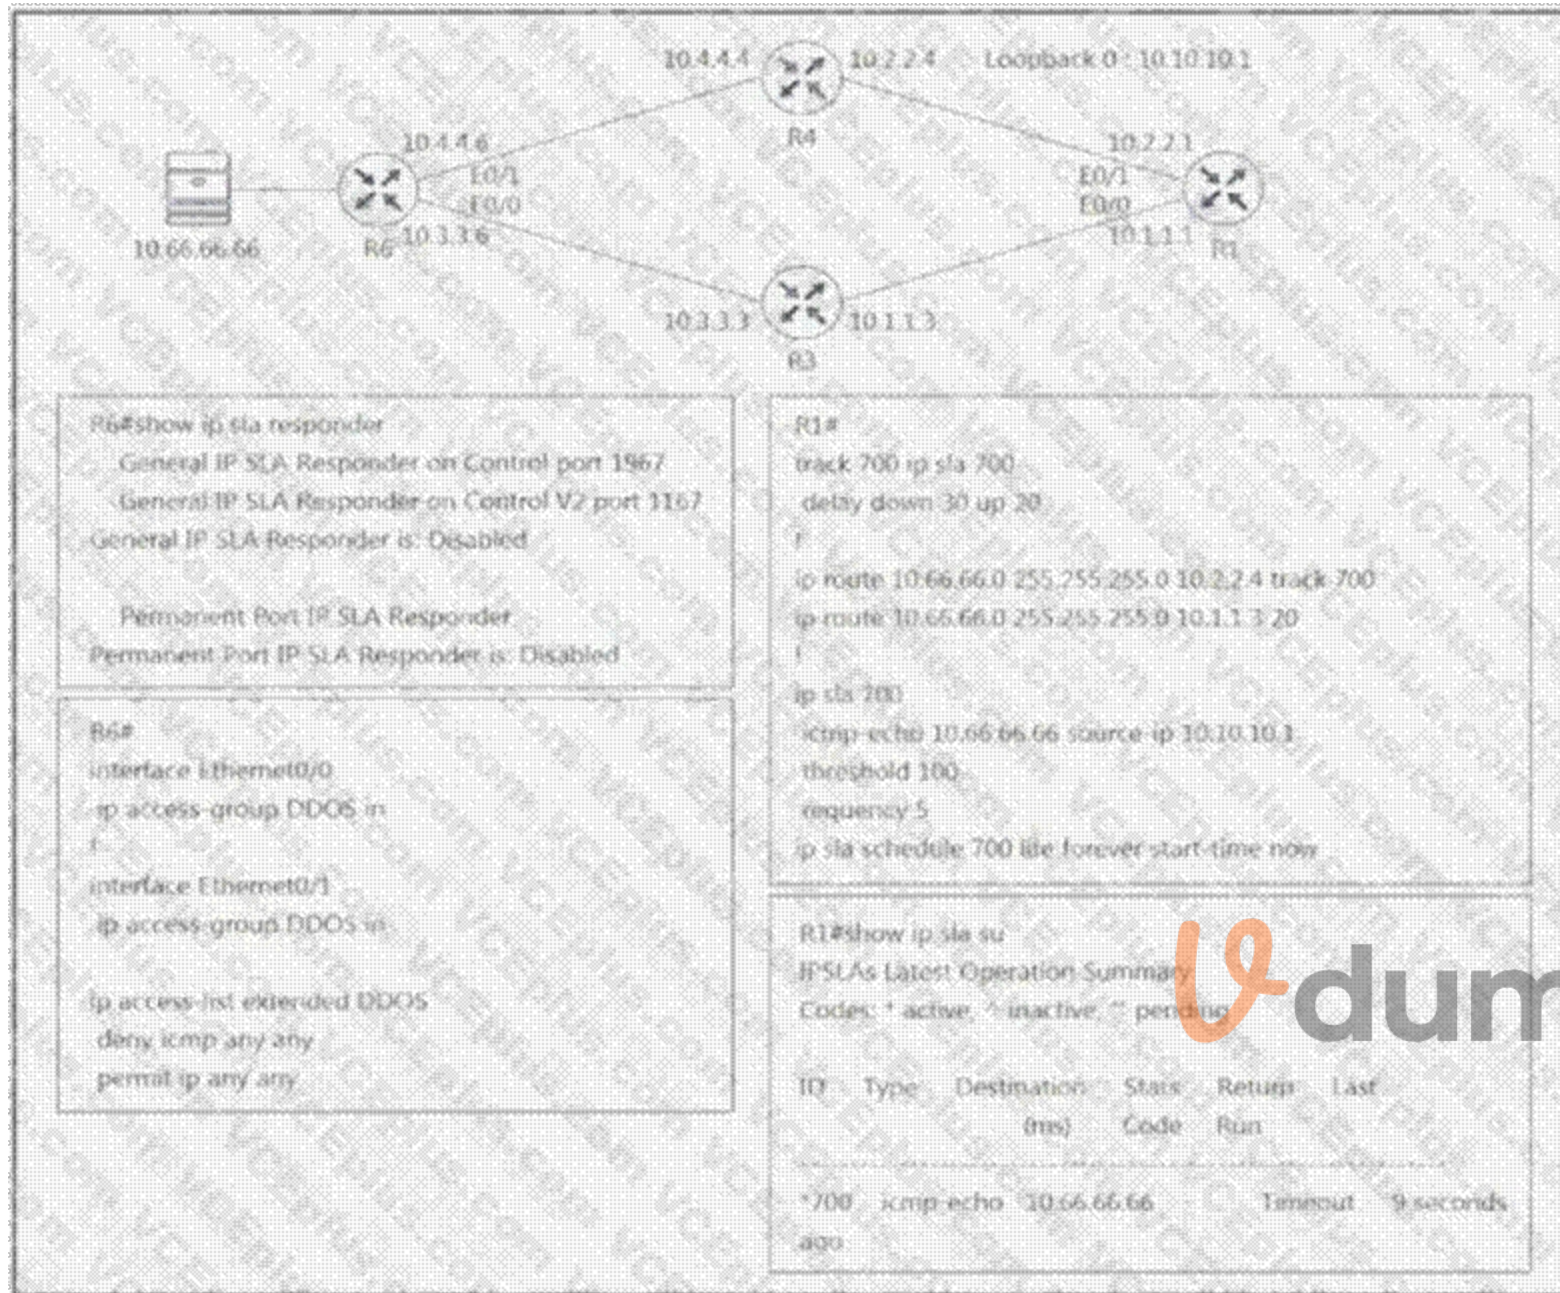 10.4.4.4 10.2.2.4 Loopback 0 : 10.10.10.1
R4
10.4.4.6 10.2.2.1
E0/1 E0/1
E0/0 E0/0
10.66.66.66 R6 10.3.3.6 10.1.1.1 R1
10.3.3.3 10.1.1.3
R3
R6#show ip sla responder
General IP SLA Responder on Control port 1967
General IP SLA Responder on Control V2 port 1167
General IP SLA Responder is: Disabled
Permanent Port IP SLA Responder
Permanent Port IP SLA Responder is: Disabled
R6#
interface Ethernet0/0
ip access-group DDOS in
!
interface Ethernet0/1
ip access-group DDOS in
ip access-list extended DDOS
deny icmp any any
permit ip any any
R1#
track 700 ip sla 700
delay down 30 up 20
!
ip route 10.66.66.0 255.255.255.0 10.2.2.4 track 700
ip route 10.66.66.0 255.255.255.0 10.1.1.3 20
!
ip sla 700
icmp-echo 10.66.66.66 source-ip 10.10.10.1
threshold 100
requency 5
ip sla schedule 700 life forever start-time now
R1#show ip sla su
IPSLAs Latest Operation Summary
Codes: * active, ^ inactive, ~ pending
ID Type Destination Stats Return Last
(ms) Code Run
*700 icmp-echo 10.66.66.66 - Timeout 9 seconds
ago
dum